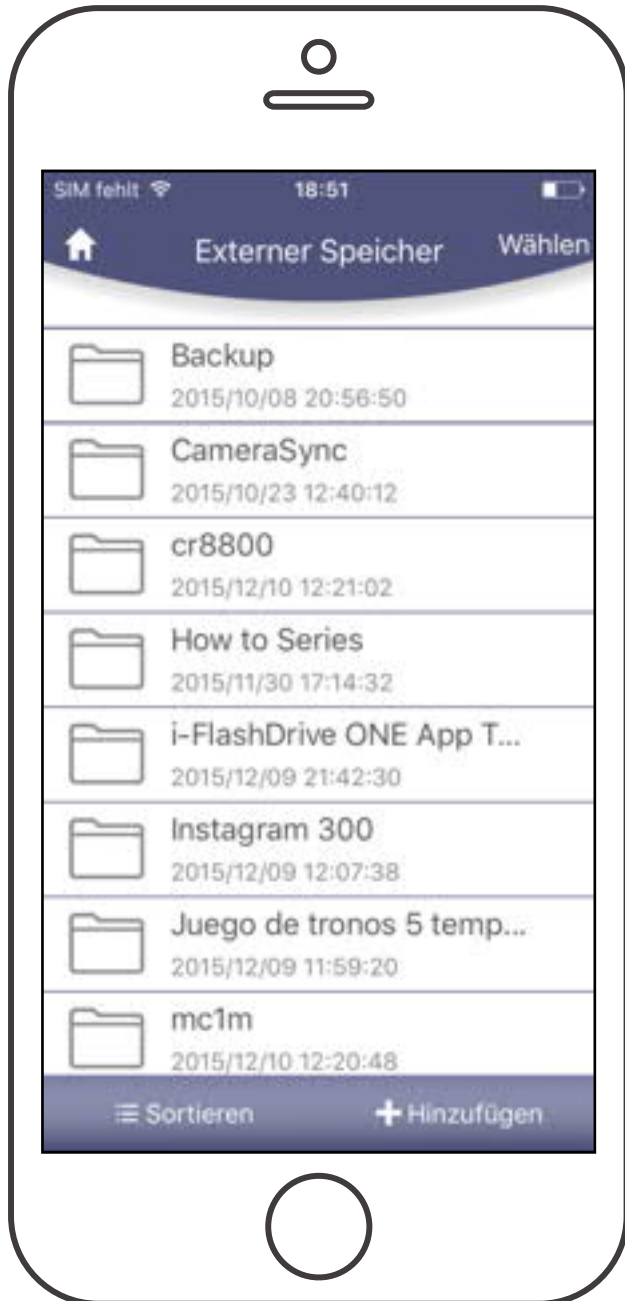 SIM fehlt 18:51
Externer Speicher Wählen
Backup
2015/10/08 20:56:50
CameraSync
2015/10/23 12:40:12
cr8800
2015/12/10 12:21:02
How to Series
2015/11/30 17:14:32
i-FlashDrive ONE App T...
2015/12/09 21:42:30
Instagram 300
2015/12/09 12:07:38
Juego de tronos 5 temp...
2015/12/09 11:59:20
mc1m
2015/12/10 12:20:48
Sortieren Hinzufügen